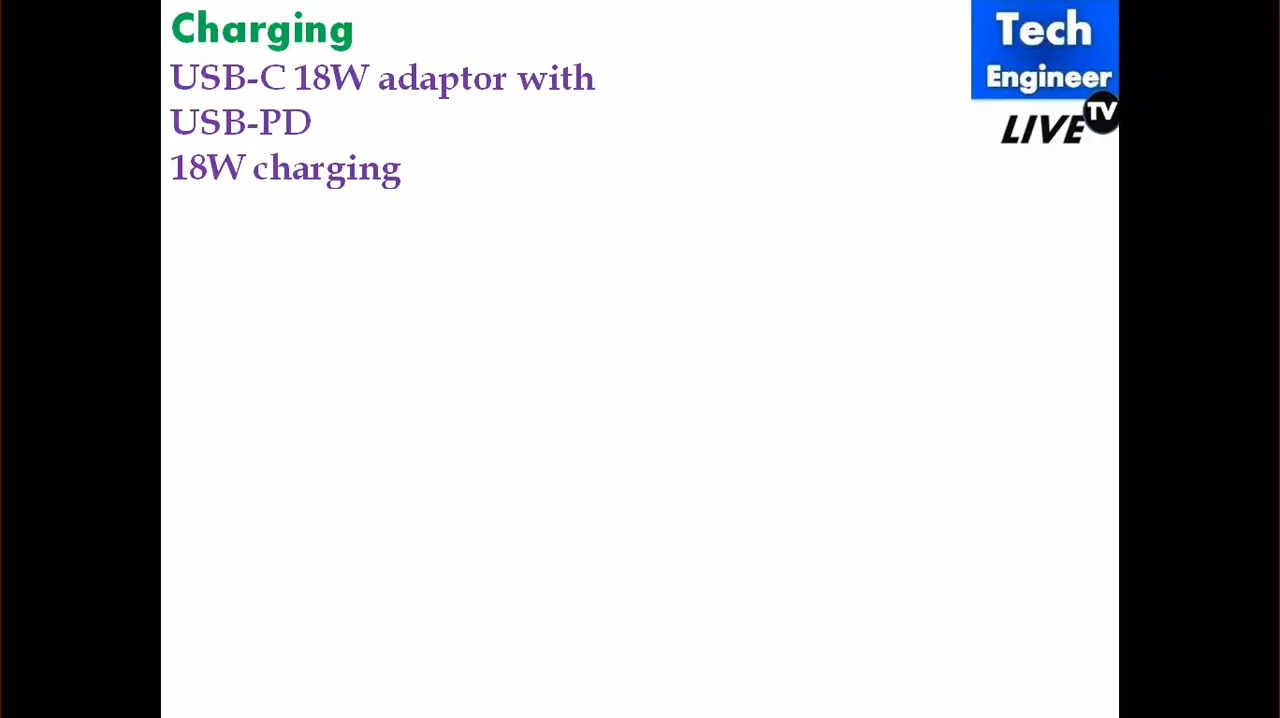 Charging
USB-C 18W adaptor with
USB-PD
18W charging
Tech
Engineer
TV
LIVE